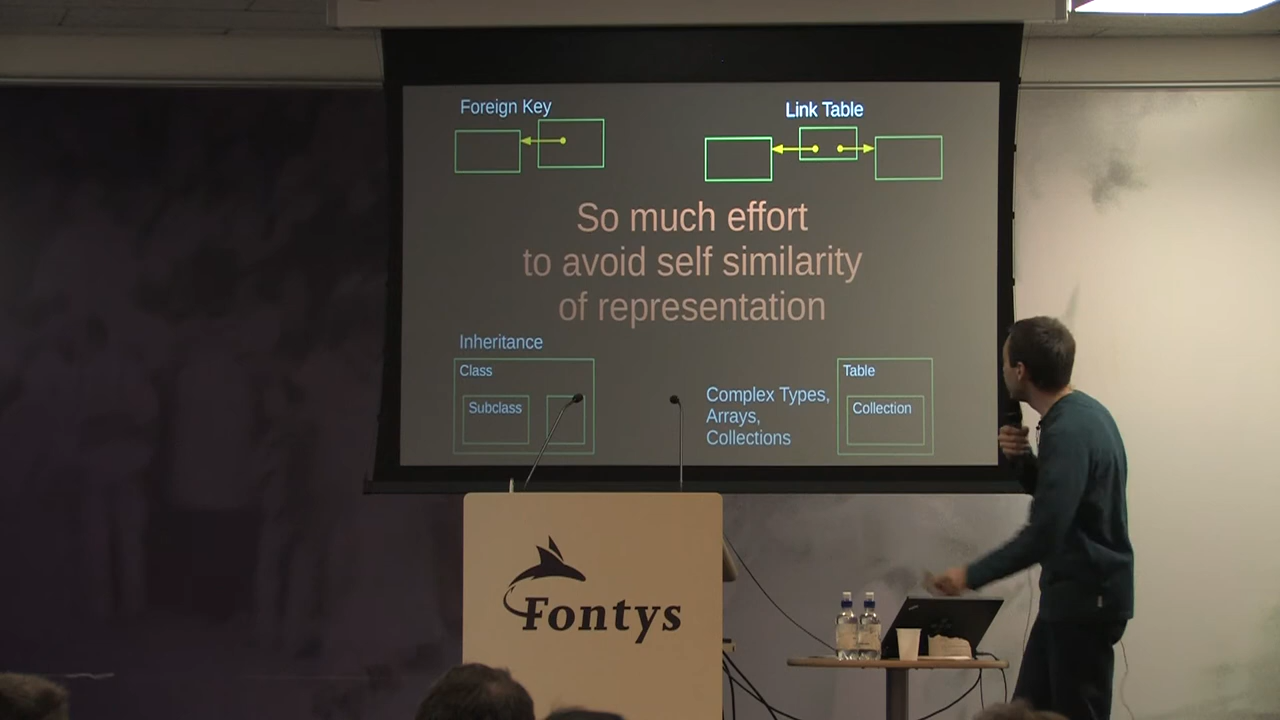 Foreign Key
Link Table
So much effort
to avoid self similarity
of representation
Inheritance
Class
Subclass
Complex Types,
Arrays,
Collections
Table
Collection
Fontys